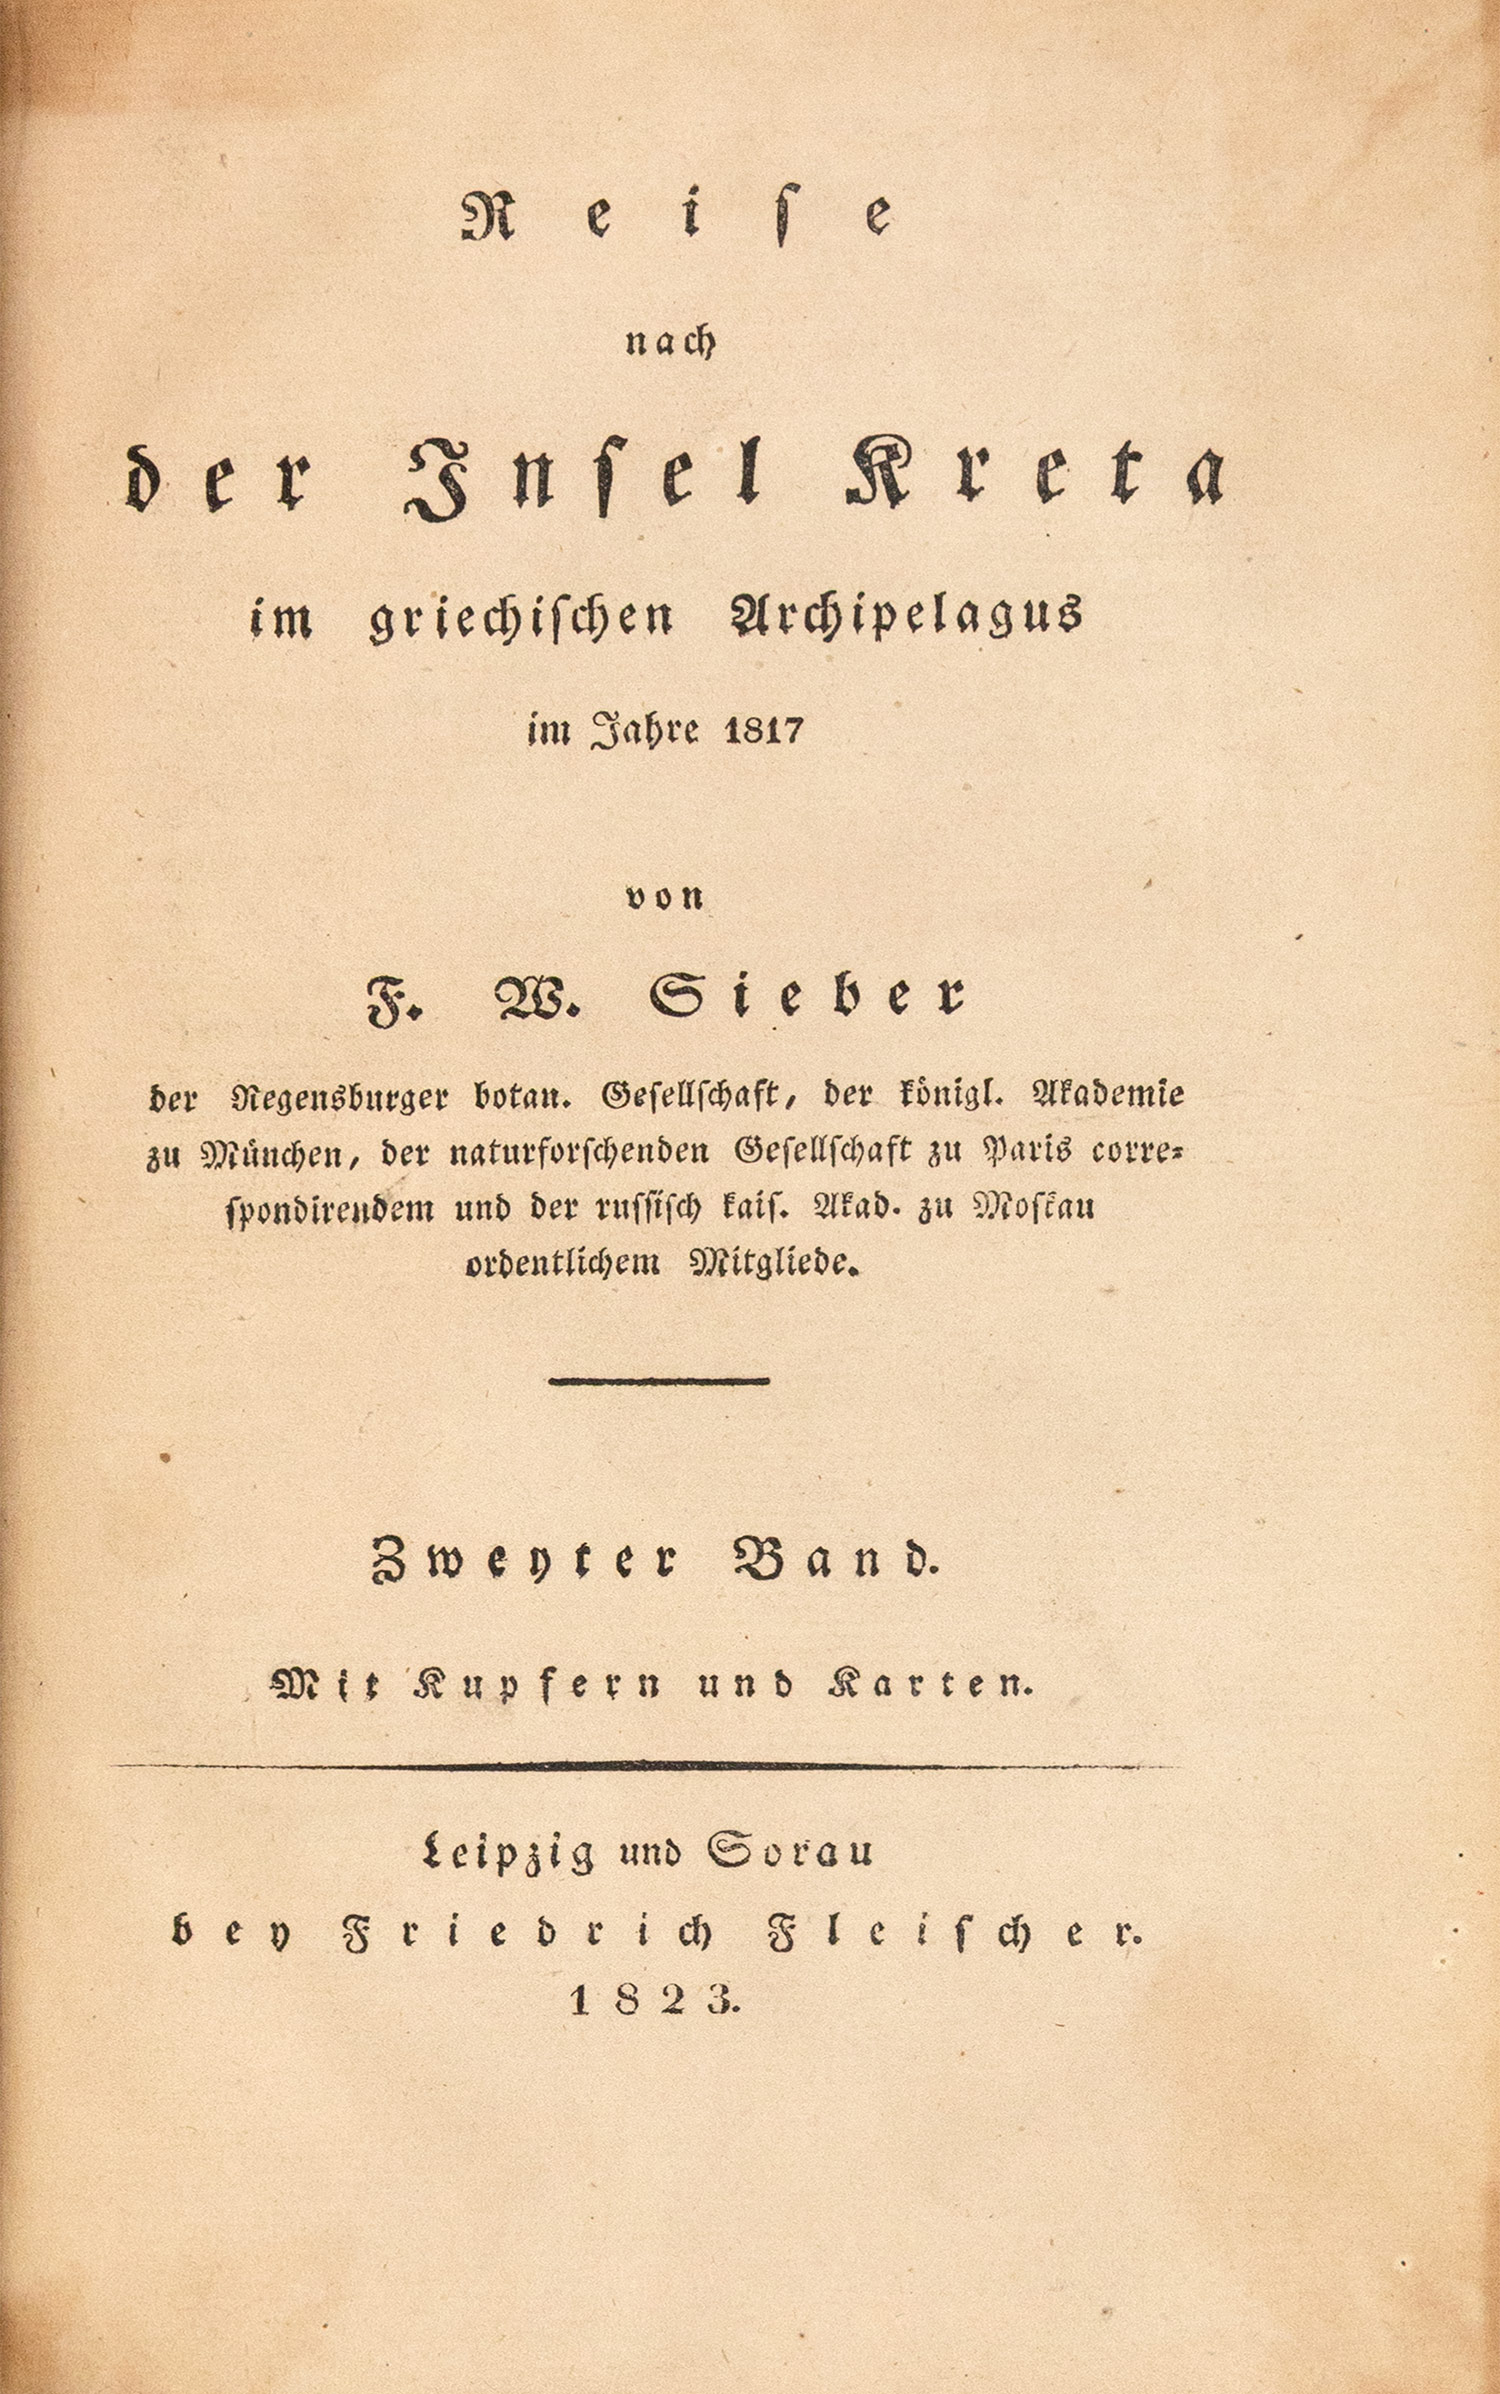 Reiſe
nach
der Inſel Kreta
im griechiſchen Archipelagus
im Jahre 1817
von
F. W. Sieber
der Regensburger botan. Geſellſchaft, der königl. Akademie
zu München, der naturforſchenden Geſellſchaft zu Paris corre⸗
ſpondirendem und der ruſſiſch kaiſ. Akad. zu Moſkau
ordentlichem Mitgliede.
Zweyter Band.
Mit Kupfern und Karten.
Leipzig und Sorau
bey Friedrich Fleiſcher.
1823.